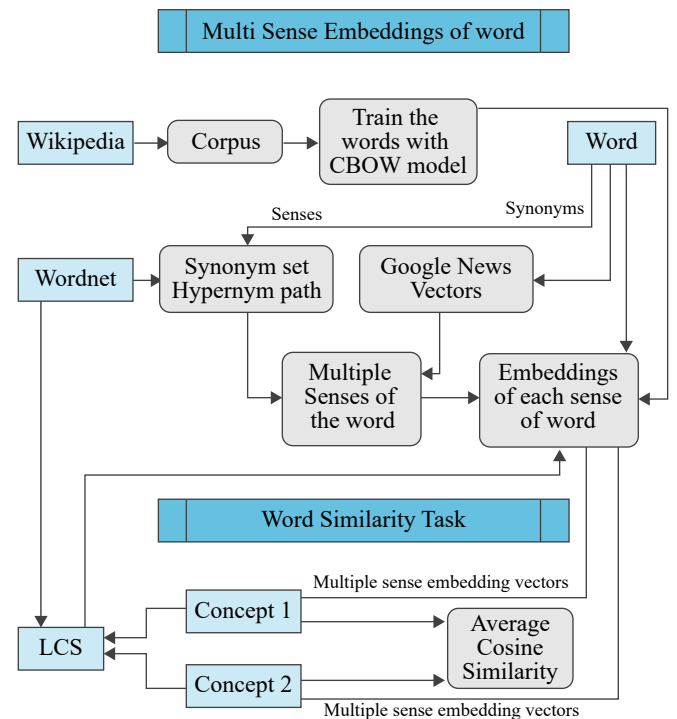 Multi Sense Embeddings of word
Wikipedia
Corpus
Train the
words with
CBOW model
Word
Senses
Synonyms
Wordnet
Synonym set
Hypernym path
Google News
Vectors
Multiple
Senses of
the word
Embeddings
of each sense
of word
Word Similarity Task
Multiple sense embedding vectors
Concept 1
LCS
Average
Cosine
Similarity
Concept 2
Multiple sense embedding vectors